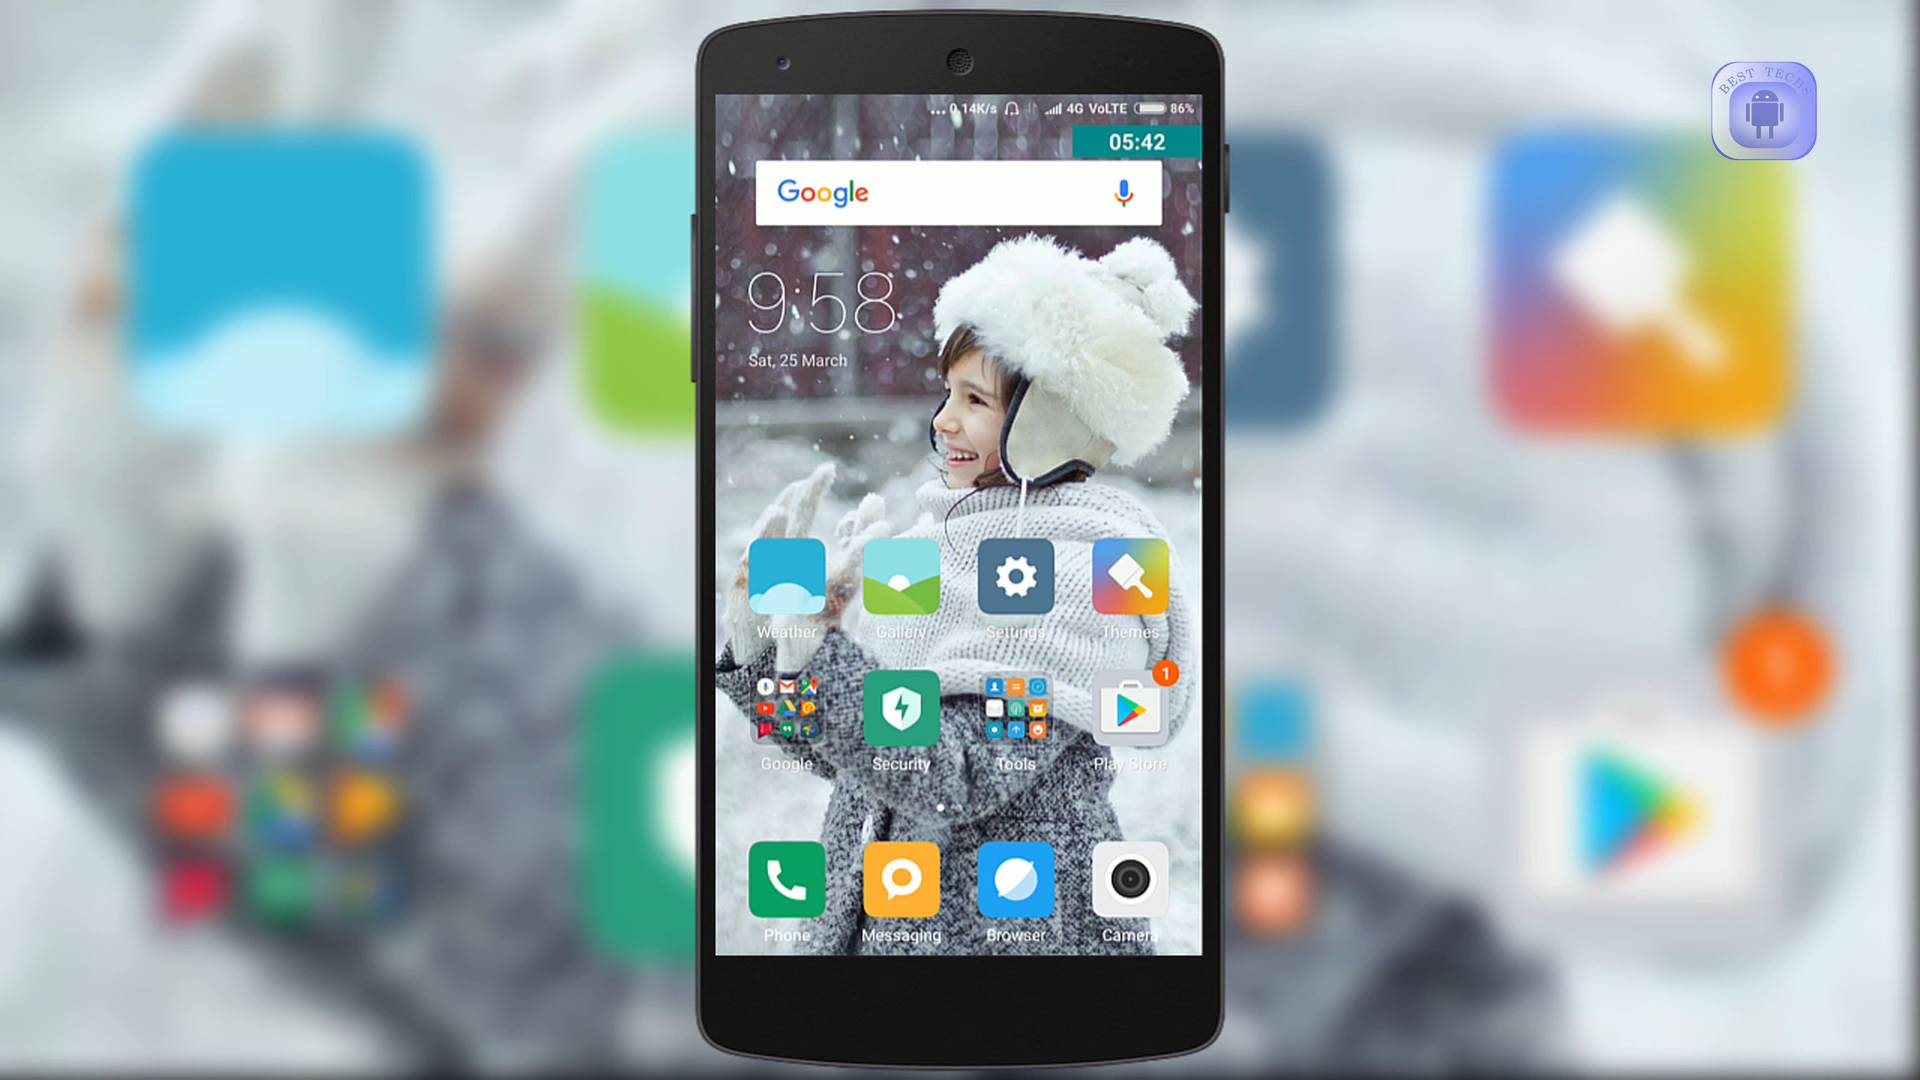 BEST TECHS
... 0.14K/s 4G VoLTE 86%
05:42
Google
9:58
Sat, 25 March
Weather Gallery Settings Themes
1
Google Security Tools Play Store
Phone Messaging Browser Camera